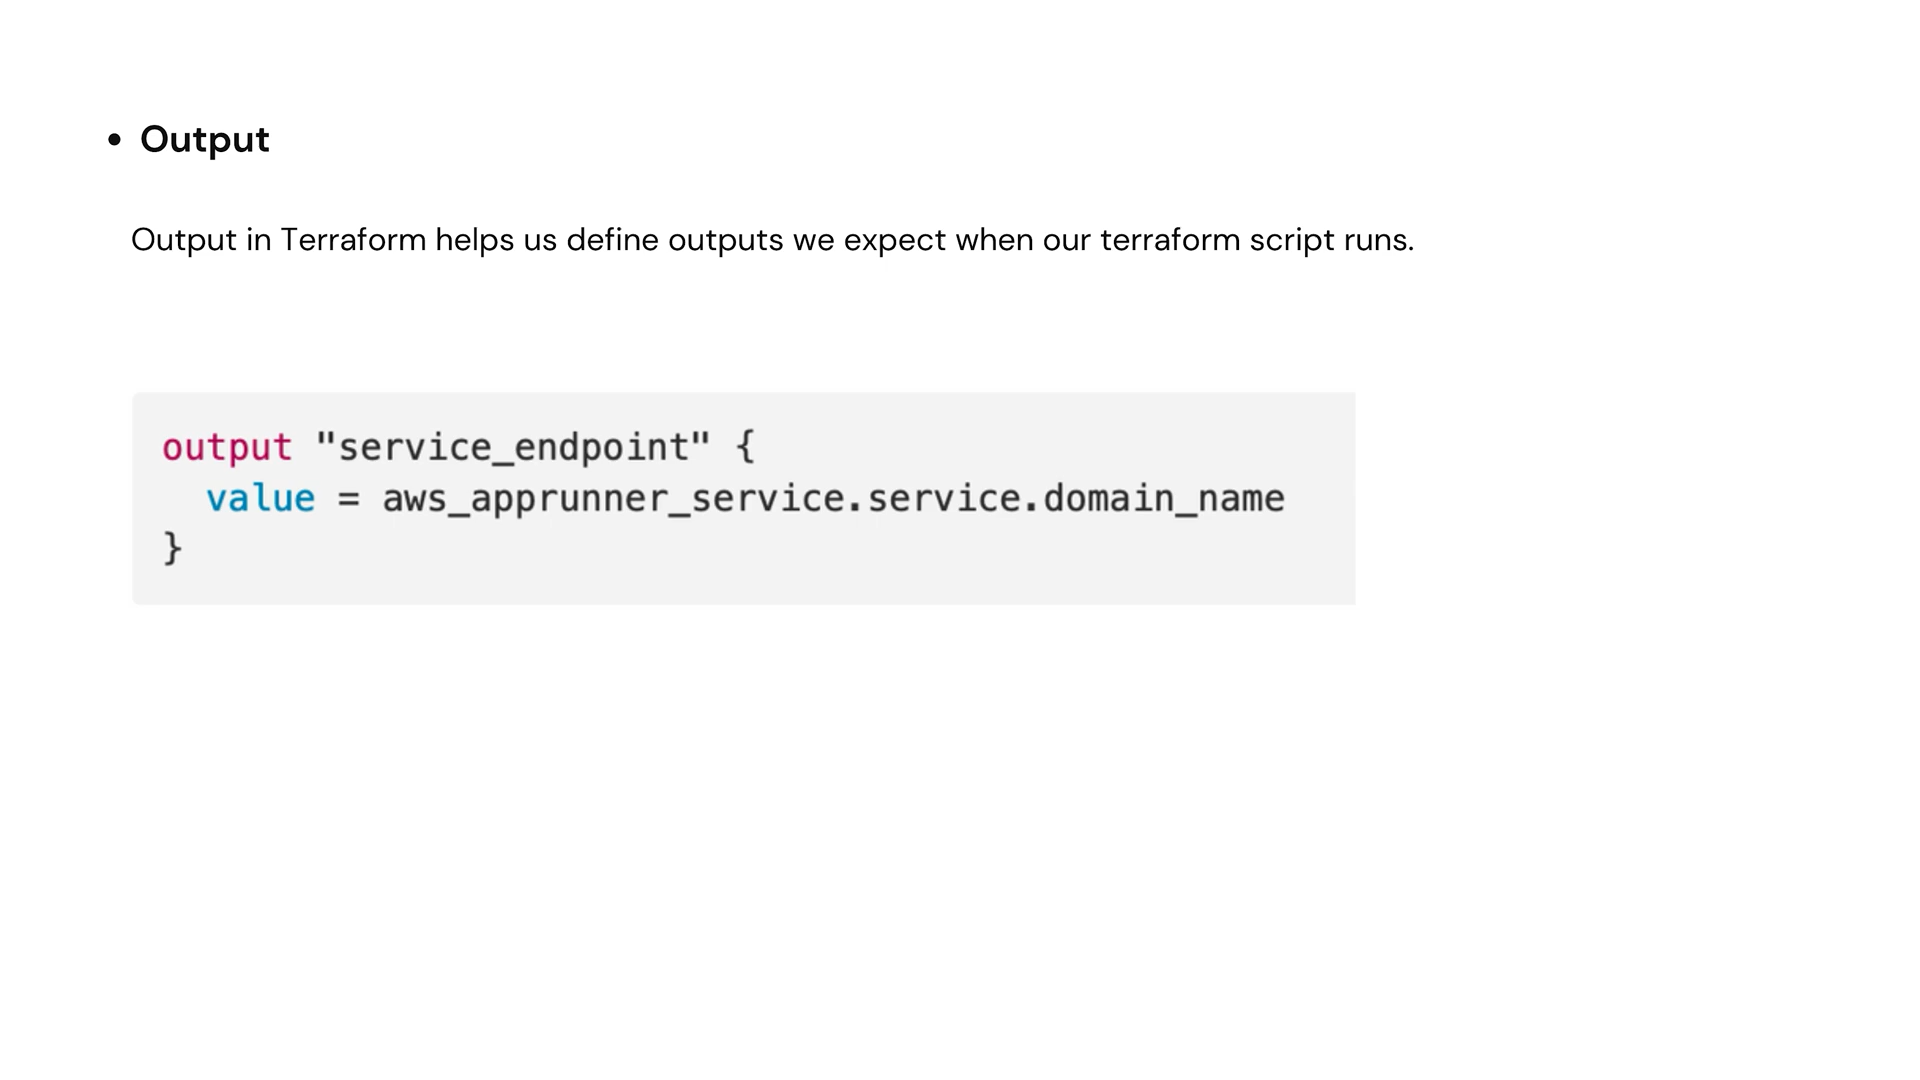 • Output
Output in Terraform helps us define outputs we expect when our terraform script runs.
output "service_endpoint" {
  value = aws_apprunner_service.service.domain_name
}